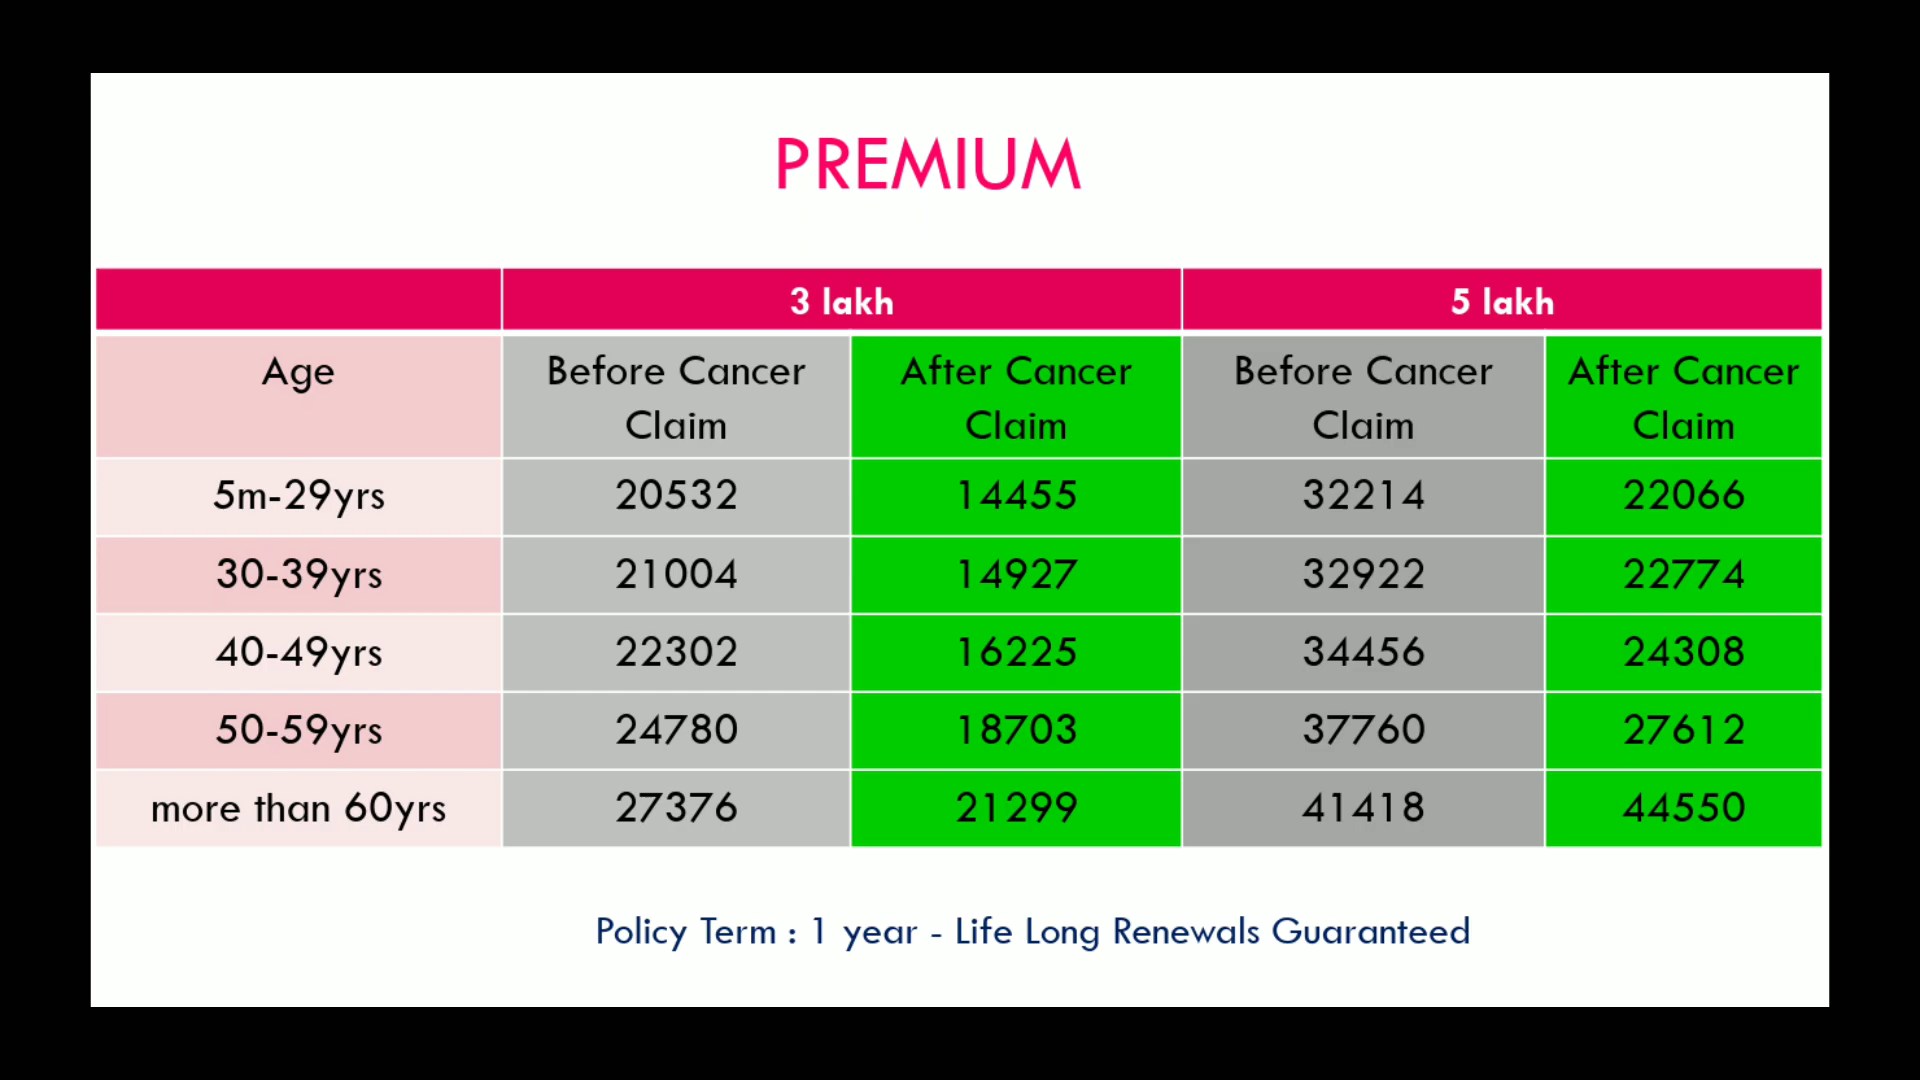 PREMIUM
3 lakh 5 lakh
Age Before Cancer Claim After Cancer Claim Before Cancer Claim After Cancer Claim
5m-29yrs 20532 14455 32214 22066
30-39yrs 21004 14927 32922 22774
40-49yrs 22302 16225 34456 24308
50-59yrs 24780 18703 37760 27612
more than 60yrs 27376 21299 41418 44550
Policy Term : 1 year - Life Long Renewals Guaranteed